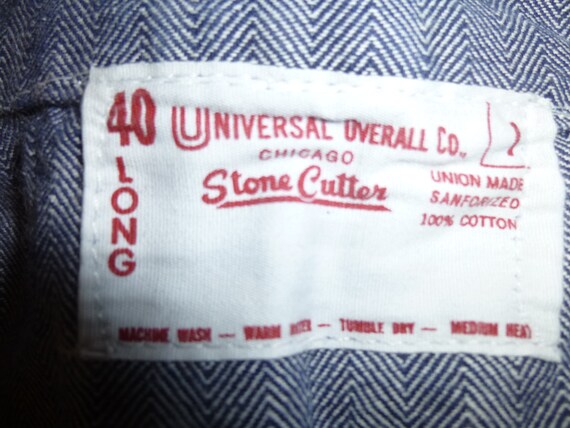 40 LONG
UNIVERSAL OVERALL CO.,
CHICAGO
Stone Cutter
2
UNION MADE
SANFORIZED
100% COTTON
MACHINE WASH — WARM WATER — TUMBLE DRY — MEDIUM HEAT